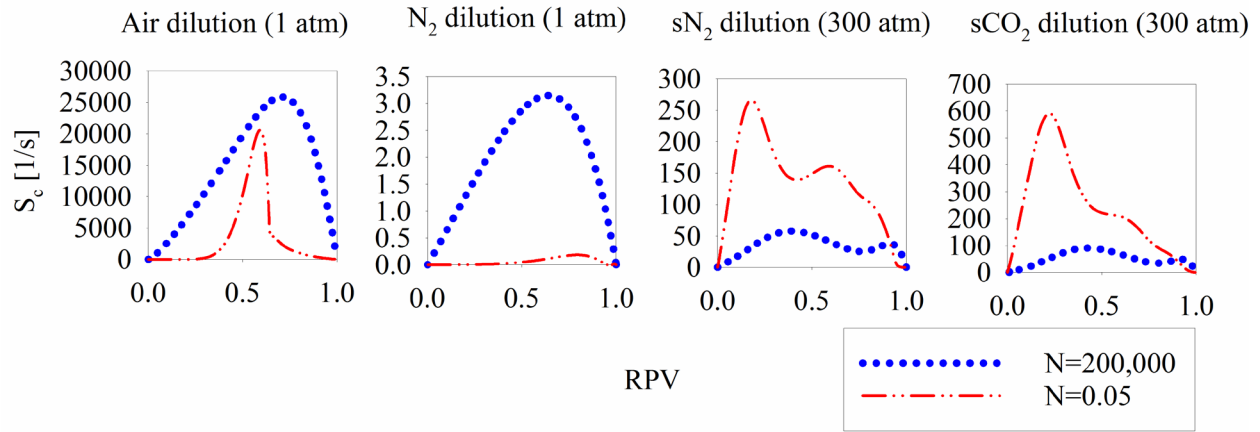 Air dilution (1 atm)
N2 dilution (1 atm)
sN2 dilution (300 atm)
sCO2 dilution (300 atm)
Sc [1/s]
30000
25000
20000
15000
10000
5000
0
0.0 0.5 1.0
3.5
3.0
2.5
2.0
1.5
1.0
0.5
0.0
0.0 0.5 1.0
300
250
200
150
100
50
0
0.0 0.5 1.0
700
600
500
400
300
200
100
0
0.0 0.5 1.0
RPV
N=200,000
N=0.05